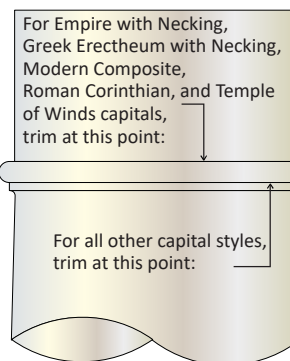 For Empire with Necking,
Greek Erectheum with Necking,
Modern Composite,
Roman Corinthian, and Temple
of Winds capitals,
trim at this point:
For all other capital styles,
trim at this point: